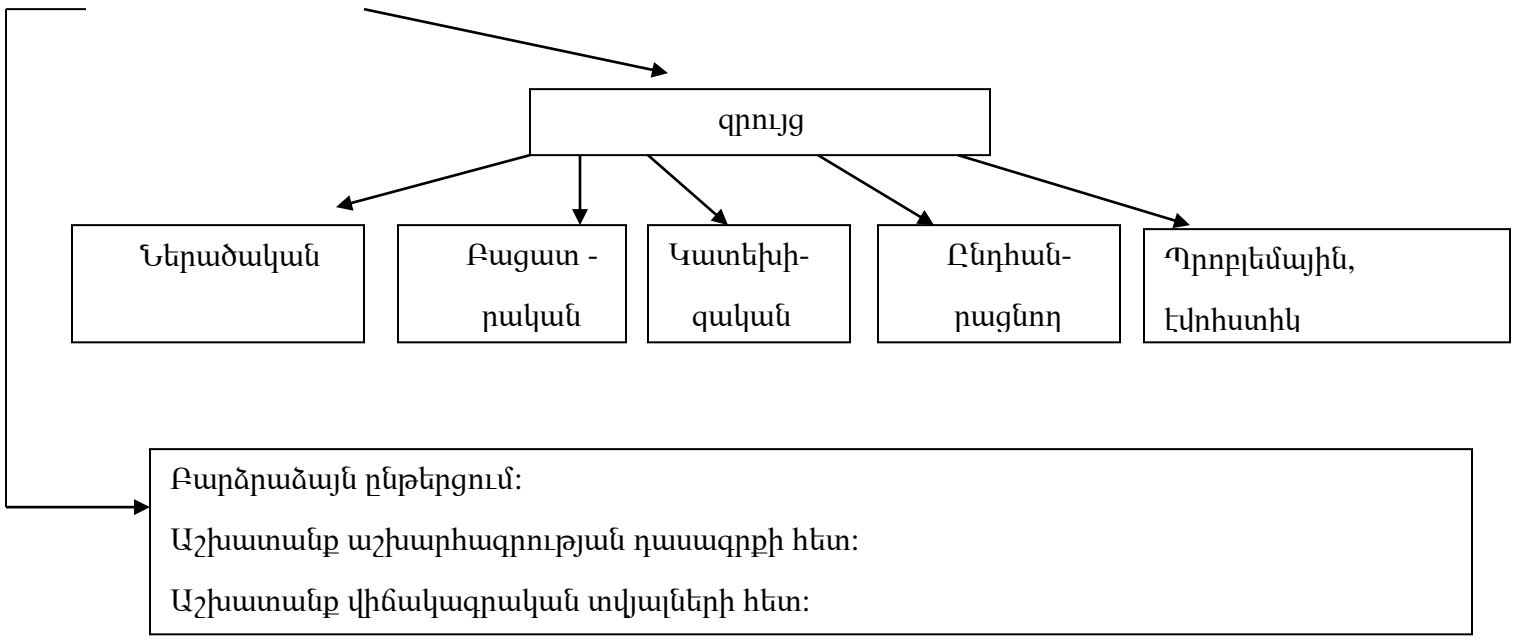 զրույց
Ներածական
Բացատ -
րական
Կատեխի-
զական
Ընդհան-
րացնող
Պրոբլեմային,
էվրիստիկ
Բարձրաձայն ընթերցում:
Աշխատանք աշխարհագրության դասագրքի հետ:
Աշխատանք վիճակագրական տվյալների հետ: